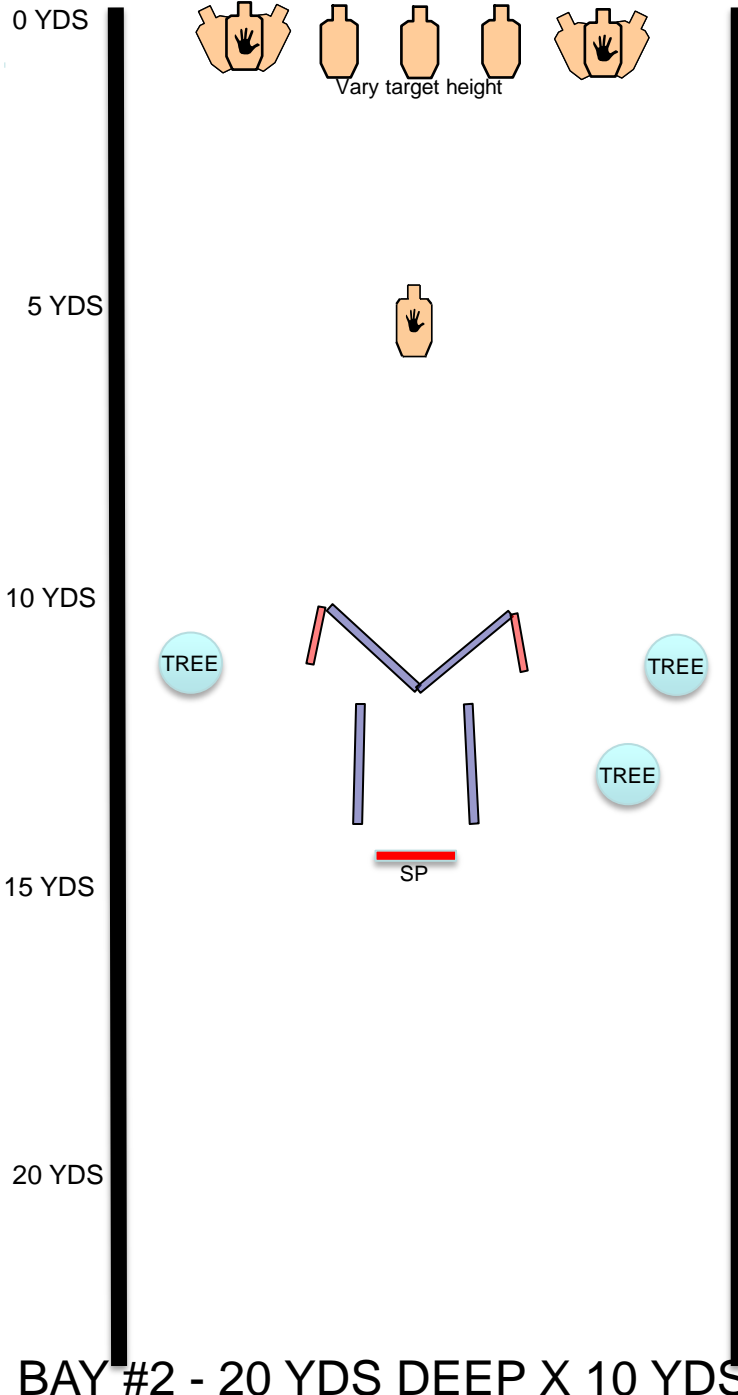 0 YDS
Vary target height
5 YDS
10 YDS
TREE
TREE
TREE
SP
15 YDS
20 YDS
BAY #2 - 20 YDS DEEP X 10 YDS